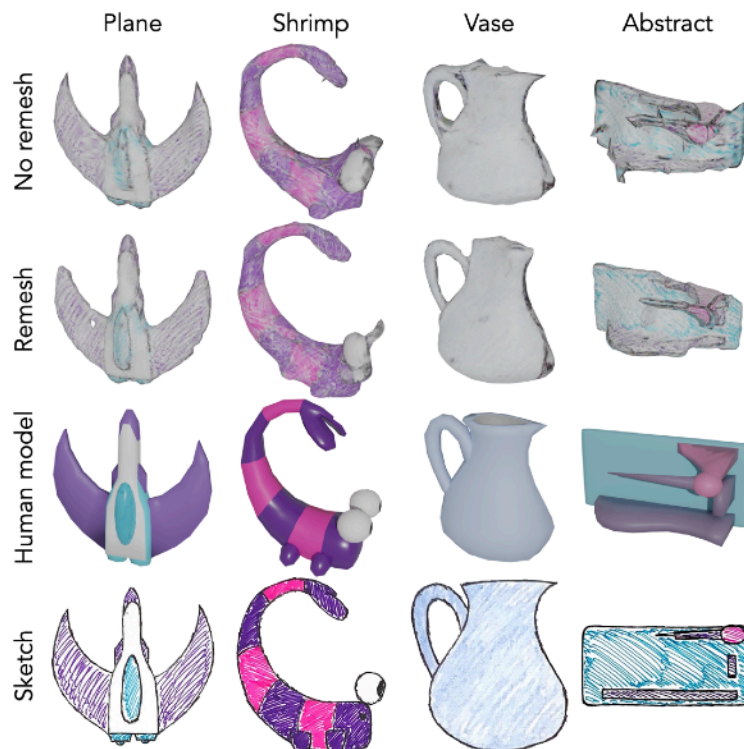 Plane Shrimp Vase Abstract
No remesh
Remesh
Human model
Sketch